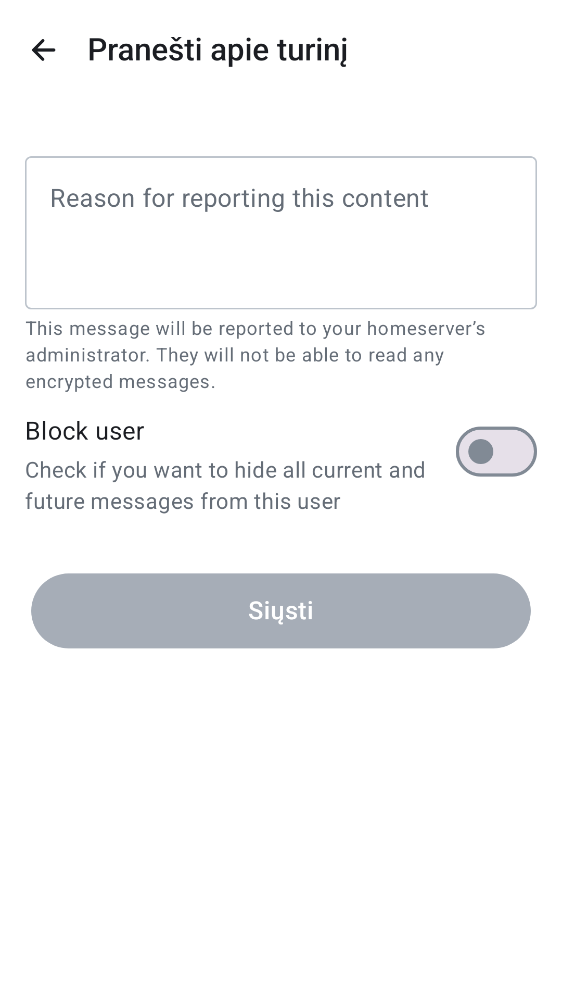 Pranešti apie turinį
Reason for reporting this content
This message will be reported to your homeserver’s
administrator. They will not be able to read any
encrypted messages.
Block user
Check if you want to hide all current and
future messages from this user
Siųsti